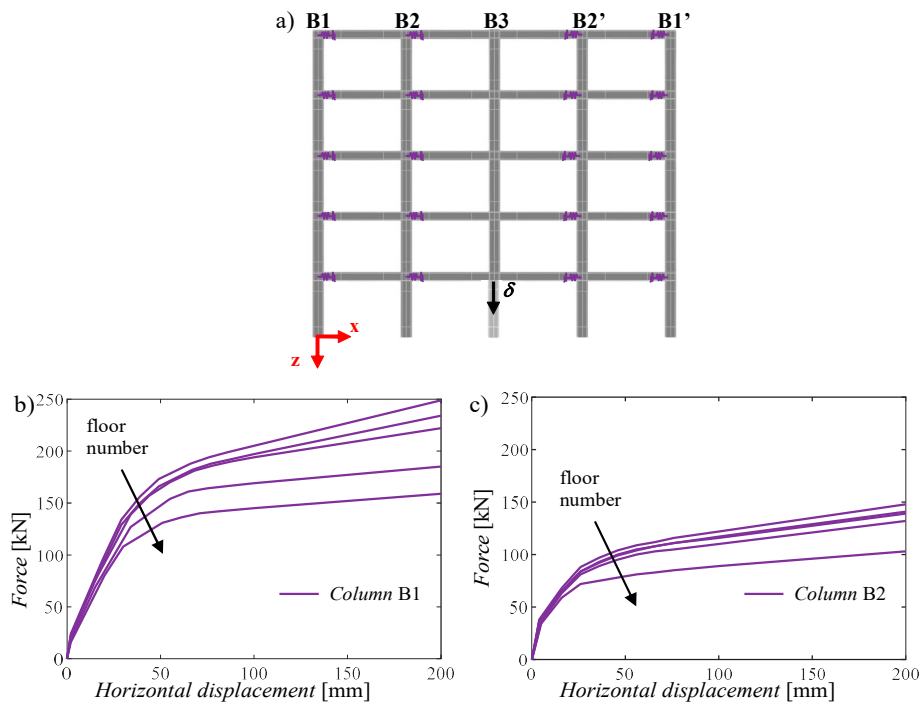 a)
B1 B2 B3 B2’ B1’
δ
x
z
b)
250
200
150
100
50
0
Force [kN]
floor
number
Column B1
0 50 100 150 200
Horizontal displacement [mm]
c)
250
200
150
100
50
0
Force [kN]
floor
number
Column B2
0 50 100 150 200
Horizontal displacement [mm]